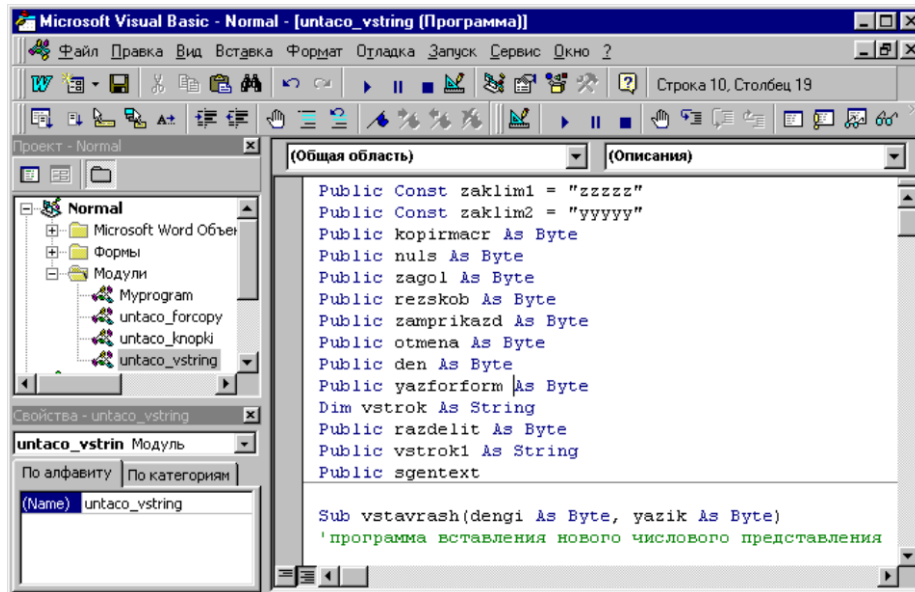 Microsoft Visual Basic - Normal - [untaco_vstring (Программа)]
Файл Правка Вид Вставка Формат Отладка Запуск Сервис Окно ?
Строка 10, Столбец 19
Проект - Normal
Normal
Microsoft Word Объек
Формы
Модули
Myprogram
untaco_forcopy
untaco_knopki
untaco_vstring
Свойства - untaco_vstring
untaco_vstrin Модуль
По алфавиту По категориям
(Name) untaco_vstring
(Общая область) (Описания)
Public Const zaklim1 = "zzzzz"
Public Const zaklim2 = "yyyyy"
Public kopirmacr As Byte
Public nuls As Byte
Public zagol As Byte
Public rezskob As Byte
Public zamprikazd As Byte
Public otmena As Byte
Public den As Byte
Public yazforform As Byte
Dim vstrok As String
Public razdelit As Byte
Public vstrok1 As String
Public sgentext
Sub vstavrash(dengi As Byte, yazik As Byte)
'программа вставления нового числового представления